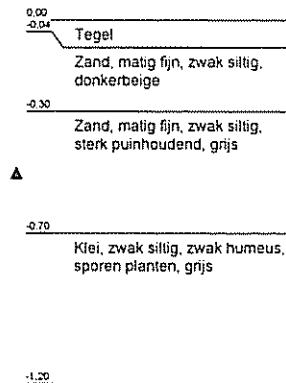 0,00
-0,04
Tegel
Zand, matig fijn, zwak siltig,
donkerbeige
-0.30
Zand, matig fijn, zwak siltig,
sterk puinhoudend, grijs
-0.70
Klei, zwak siltig, zwak humeus,
sporen planten, grijs
-1.20